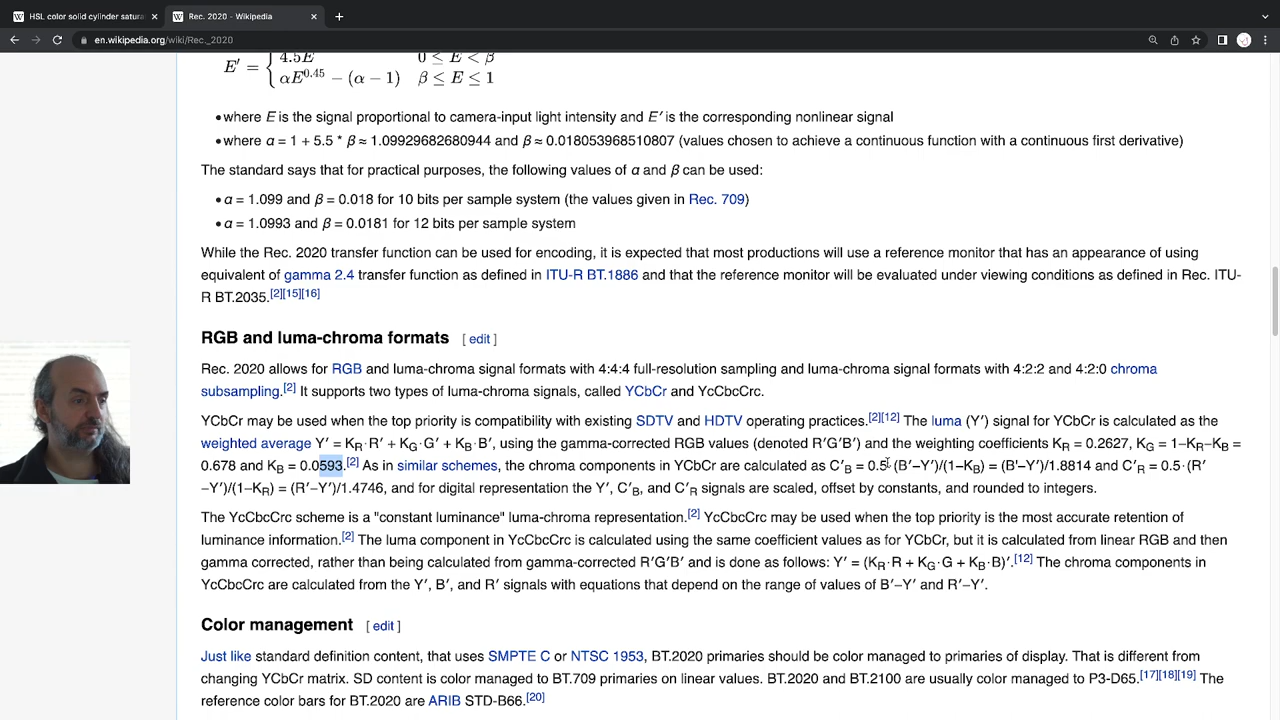 HSL color solid cylinder satura
Rec. 2020 - Wikipedia
en.wikipedia.org/wiki/Rec._2020
E′ = { 4.5E 0 ≤ E < β
αE^0.45 − (α − 1) β ≤ E ≤ 1
• where E is the signal proportional to camera-input light intensity and E′ is the corresponding nonlinear signal
• where α = 1 + 5.5 * β ≈ 1.09929682680944 and β ≈ 0.018053968510807 (values chosen to achieve a continuous function with a continuous first derivative)
The standard says that for practical purposes, the following values of α and β can be used:
• α = 1.099 and β = 0.018 for 10 bits per sample system (the values given in Rec. 709)
• α = 1.0993 and β = 0.0181 for 12 bits per sample system
While the Rec. 2020 transfer function can be used for encoding, it is expected that most productions will use a reference monitor that has an appearance of using
equivalent of gamma 2.4 transfer function as defined in ITU-R BT.1886 and that the reference monitor will be evaluated under viewing conditions as defined in Rec. ITU-
R BT.2035.[2][15][16]
RGB and luma-chroma formats [ edit ]
Rec. 2020 allows for RGB and luma-chroma signal formats with 4:4:4 full-resolution sampling and luma-chroma signal formats with 4:2:2 and 4:2:0 chroma
subsampling.[2] It supports two types of luma-chroma signals, called YCbCr and YcCbcCrc.
YCbCr may be used when the top priority is compatibility with existing SDTV and HDTV operating practices.[2][12] The luma (Y′) signal for YCbCr is calculated as the
weighted average Y′ = KR·R′ + KG·G′ + KB·B′, using the gamma-corrected RGB values (denoted R′G′B′) and the weighting coefficients KR = 0.2627, KG = 1−KR−KB =
0.678 and KB = 0.0593.[2] As in similar schemes, the chroma components in YCbCr are calculated as C′B = 0.5·(B′−Y′)/(1−KB) = (B′−Y′)/1.8814 and C′R = 0.5·(R′
−Y′)/(1−KR) = (R′−Y′)/1.4746, and for digital representation the Y′, C′B, and C′R signals are scaled, offset by constants, and rounded to integers.
The YcCbcCrc scheme is a "constant luminance" luma-chroma representation.[2] YcCbcCrc may be used when the top priority is the most accurate retention of
luminance information.[2] The luma component in YcCbcCrc is calculated using the same coefficient values as for YCbCr, but it is calculated from linear RGB and then
gamma corrected, rather than being calculated from gamma-corrected R′G′B′ and is done as follows: Y′ = (KR·R + KG·G + KB·B)′.[12] The chroma components in
YcCbcCrc are calculated from the Y′, B′, and R′ signals with equations that depend on the range of values of B′−Y′ and R′−Y′.
Color management [ edit ]
Just like standard definition content, that uses SMPTE C or NTSC 1953, BT.2020 primaries should be color managed to primaries of display. That is different from
changing YCbCr matrix. SD content is color managed to BT.709 primaries on linear values. BT.2020 and BT.2100 are usually color managed to P3-D65.[17][18][19] The
reference color bars for BT.2020 are ARIB STD-B66.[20]